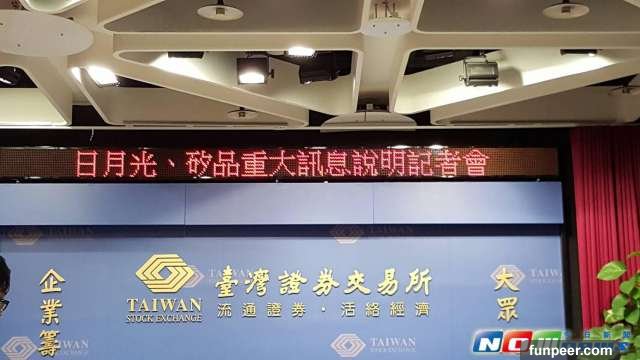 日月光、矽品重大訊息說明記者會
企業籌
TAIWAN
STOCK EXCHANGE
臺灣證券交易所
流通證券·活絡經濟
大眾
TAIWAN
funpeer.com